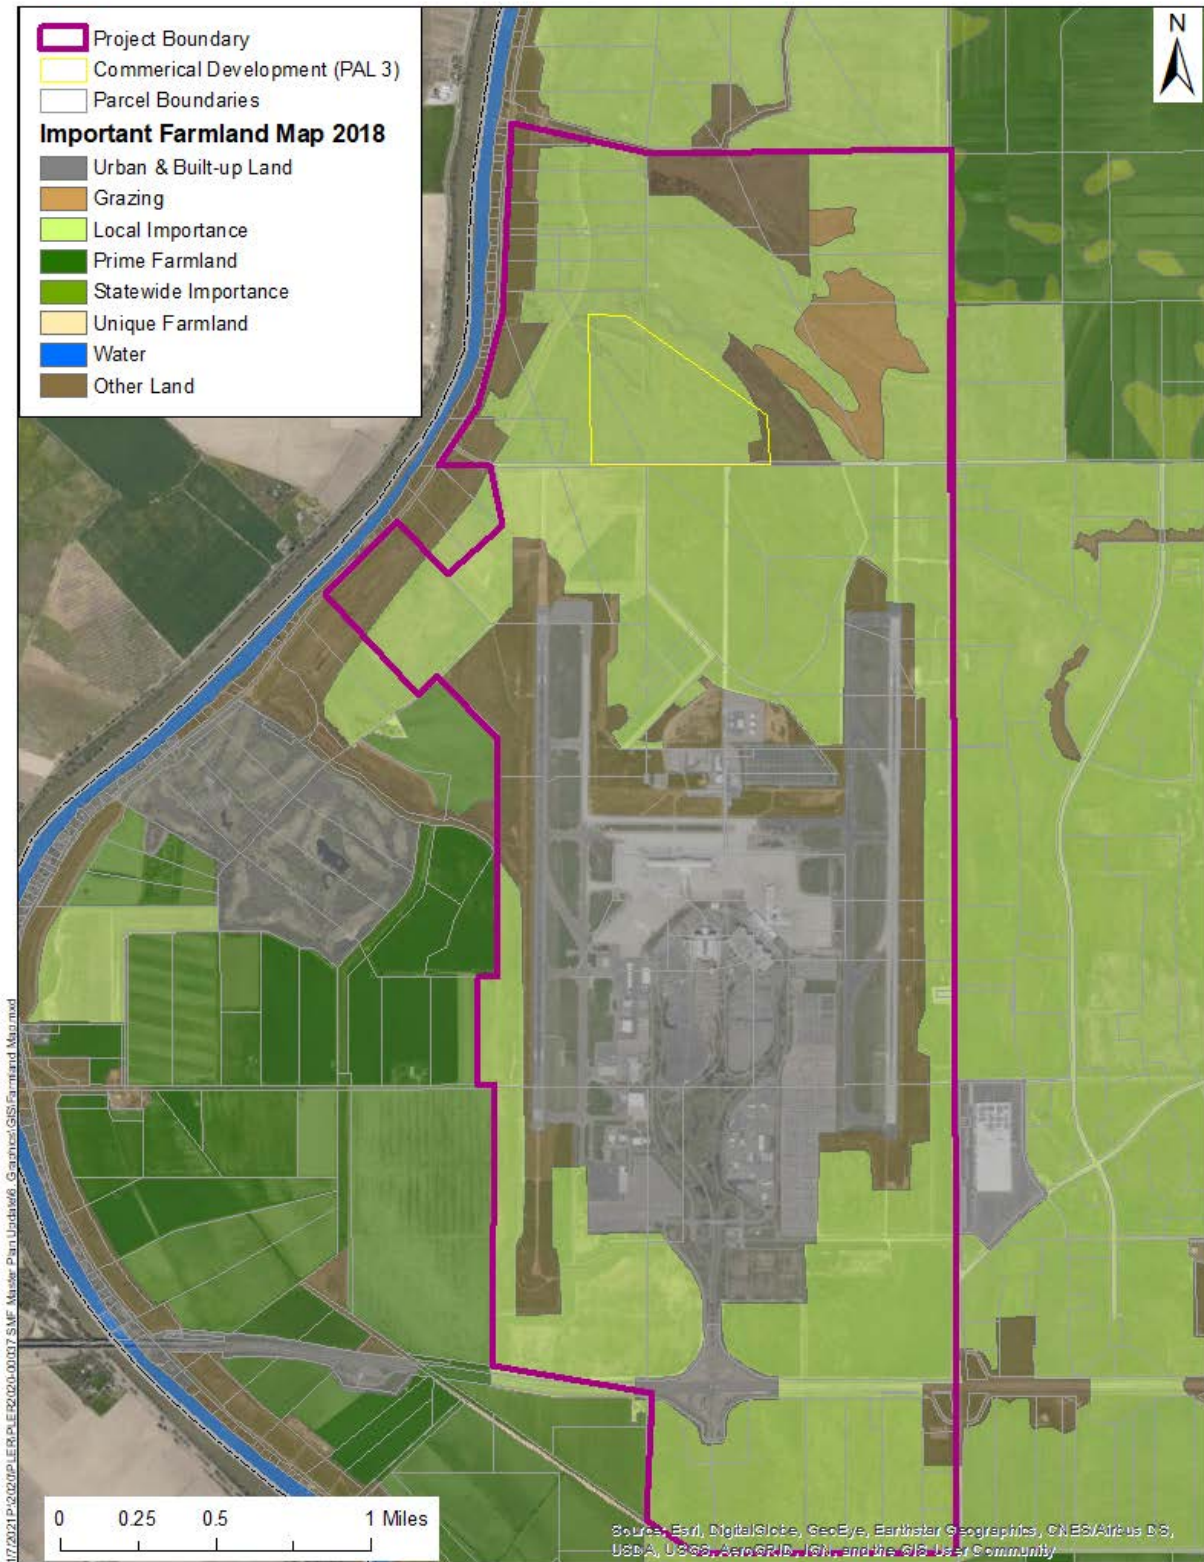 Project Boundary
Commerical Development (PAL 3)
Parcel Boundaries
Important Farmland Map 2018
Urban & Built-up Land
Grazing
Local Importance
Prime Farmland
Statewide Importance
Unique Farmland
Water
Other Land
N
0 0.25 0.5 1 Miles
Source: Esri, DigitalGlobe, GeoEye, Earthstar Geographics, CNES/Airbus DS,
USDA, USGS, AeroGRID, IGN, and the GIS User Community